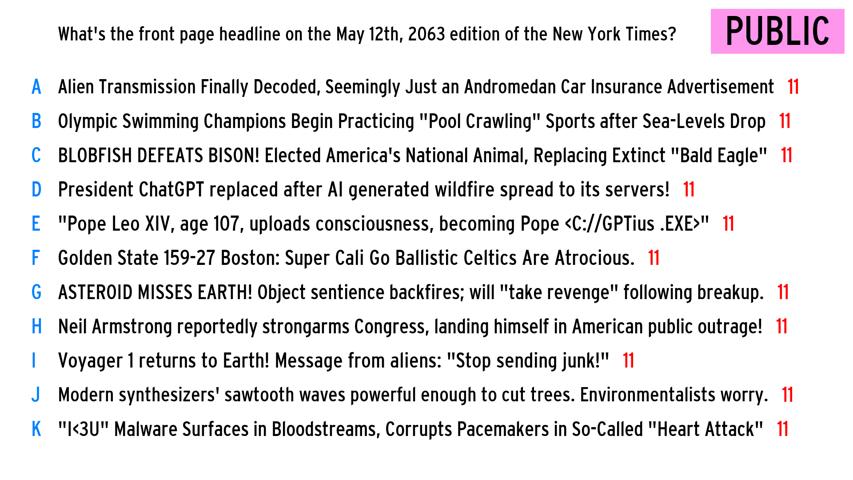 What's the front page headline on the May 12th, 2063 edition of the New York Times?
PUBLIC
A Alien Transmission Finally Decoded, Seemingly Just an Andromedan Car Insurance Advertisement 11
B Olympic Swimming Champions Begin Practicing "Pool Crawling" Sports after Sea-Levels Drop 11
C BLOBFISH DEFEATS BISON! Elected America's National Animal, Replacing Extinct "Bald Eagle" 11
D President ChatGPT replaced after AI generated wildfire spread to its servers! 11
E "Pope Leo XIV, age 107, uploads consciousness, becoming Pope <C://GPTius .EXE>" 11
F Golden State 159-27 Boston: Super Cali Go Ballistic Celtics Are Atrocious. 11
G ASTEROID MISSES EARTH! Object sentience backfires; will "take revenge" following breakup. 11
H Neil Armstrong reportedly strongarms Congress, landing himself in American public outrage! 11
I Voyager 1 returns to Earth! Message from aliens: "Stop sending junk!" 11
J Modern synthesizers' sawtooth waves powerful enough to cut trees. Environmentalists worry. 11
K "I<3U" Malware Surfaces in Bloodstreams, Corrupts Pacemakers in So-Called "Heart Attack" 11